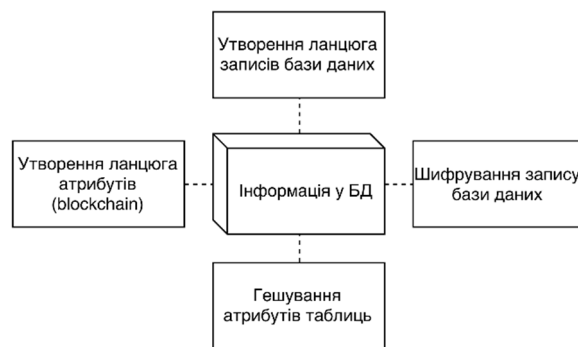 Утворення ланцюга
записів бази даних
Утворення ланцюга
атрибутів
(blockchain)
Інформація у БД
Шифрування запису
бази даних
Гешування
атрибутів таблиць